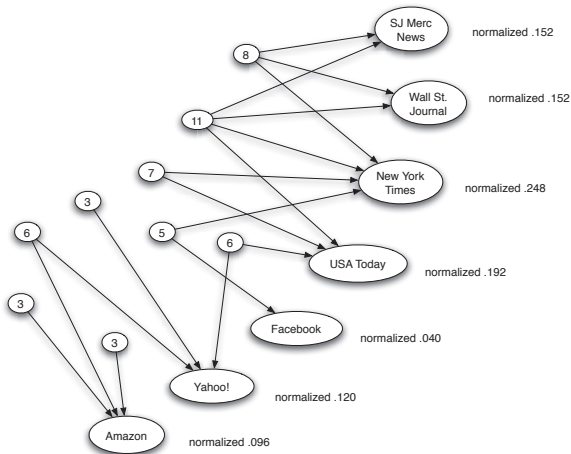 SJ Merc
News
normalized .152
8
Wall St.
Journal
normalized .152
11
7
New York
Times
normalized .248
3
6
5
6
USA Today
normalized .192
3
Facebook
normalized .040
3
Yahoo!
normalized .120
Amazon
normalized .096